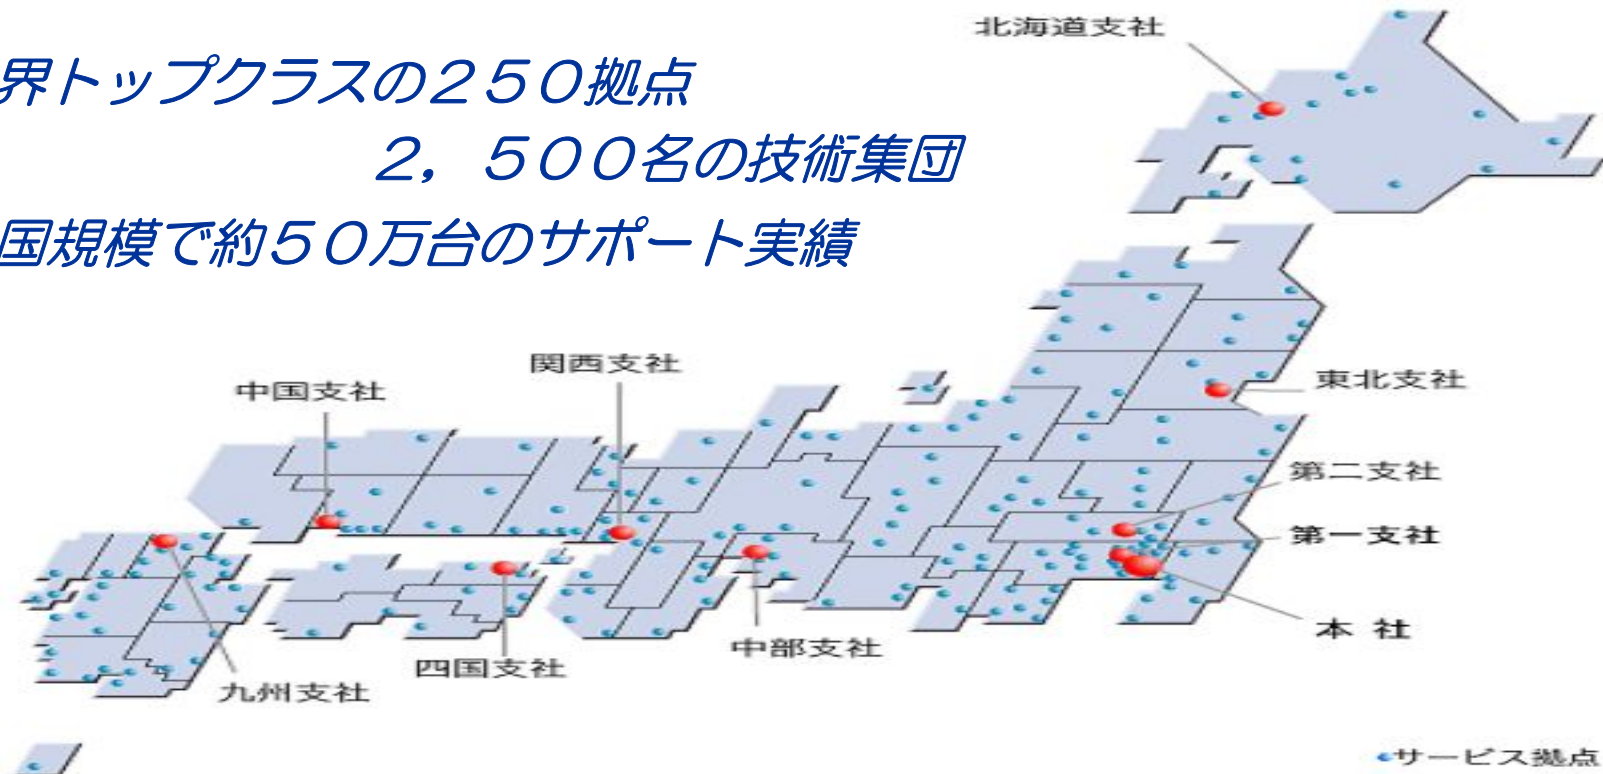 界トップクラスの２５０拠点
２，５００名の技術集団
国規模で約５０万台のサポート実績
北海道支社
関西支社
中国支社
東北支社
第二支社
第一支社
本 社
中部支社
四国支社
九州支社
サービス拠点